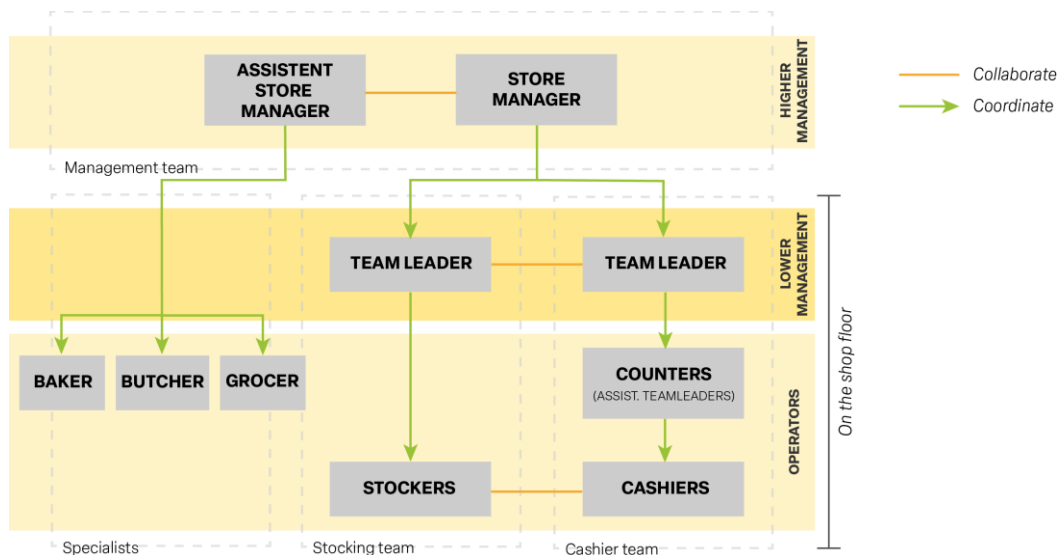 ASSISTENT
STORE
MANAGER
STORE
MANAGER
HIGHER
MANAGEMENT
Collaborate
Coordinate
Management team
TEAM LEADER
TEAM LEADER
LOWER
MANAGEMENT
BAKER
BUTCHER
GROCER
COUNTERS
(ASSIST. TEAMLEADERS)
STOCKERS
CASHIERS
OPERATORS
On the shop floor
Specialists
Stocking team
Cashier team